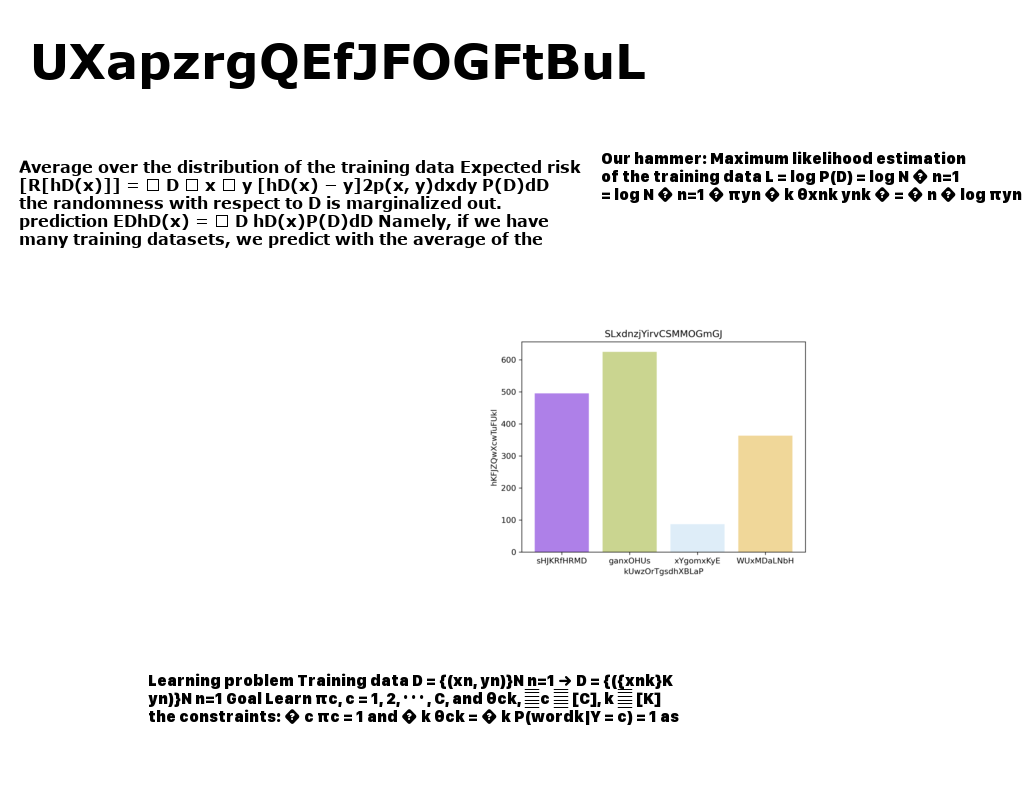 UXapzrgQEfJFOGFtBuL
Average over the distribution of the training data Expected risk
[R[hD(x)]] = □ D □ x □ y [hD(x) − y]2p(x, y)dxdy P(D)dD
the randomness with respect to D is marginalized out.
prediction EDhD(x) = □ D hD(x)P(D)dD Namely, if we have
many training datasets, we predict with the average of the
Our hammer: Maximum likelihood estimation
of the training data L = log P(D) = log N � n=1
= log N � n=1 � πyn � k θxnk ynk � = � n � log πyn
SLxdnzjYirvCSMMOGmGJ
600
500
400
300
200
100
0
hKFJZQwXcwTuFUkI
sHJKRfHRMD ganxOHUs xYgomxKyE WUxMDaLNbH
kUwzOrTgsdhXBLaP
Learning problem Training data D = {(xn, yn)}N n=1 → D = {({xnk}K
yn)}N n=1 Goal Learn πc, c = 1, 2, · · · , C, and θck, c [C], k [K]
the constraints: � c πc = 1 and � k θck = � k P(wordk|Y = c) = 1 as